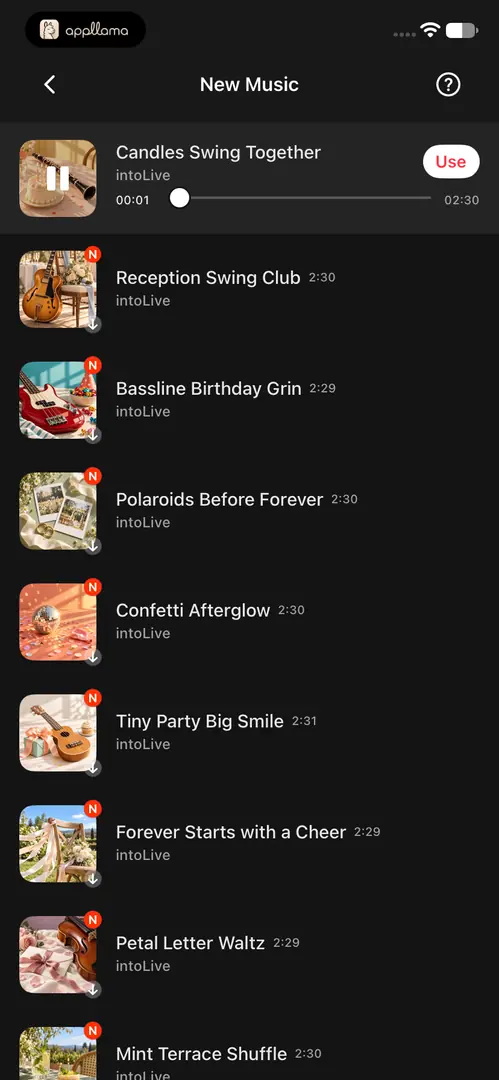 appllama
New Music
?
Candles Swing Together
intoLive
Use
00:01
02:30
N
Reception Swing Club 2:30
intoLive
N
Bassline Birthday Grin 2:29
intoLive
N
Polaroids Before Forever 2:30
intoLive
N
Confetti Afterglow 2:30
intoLive
N
Tiny Party Big Smile 2:31
intoLive
N
Forever Starts with a Cheer 2:29
intoLive
N
Petal Letter Waltz 2:29
intoLive
N
Mint Terrace Shuffle 2:30
intoLive